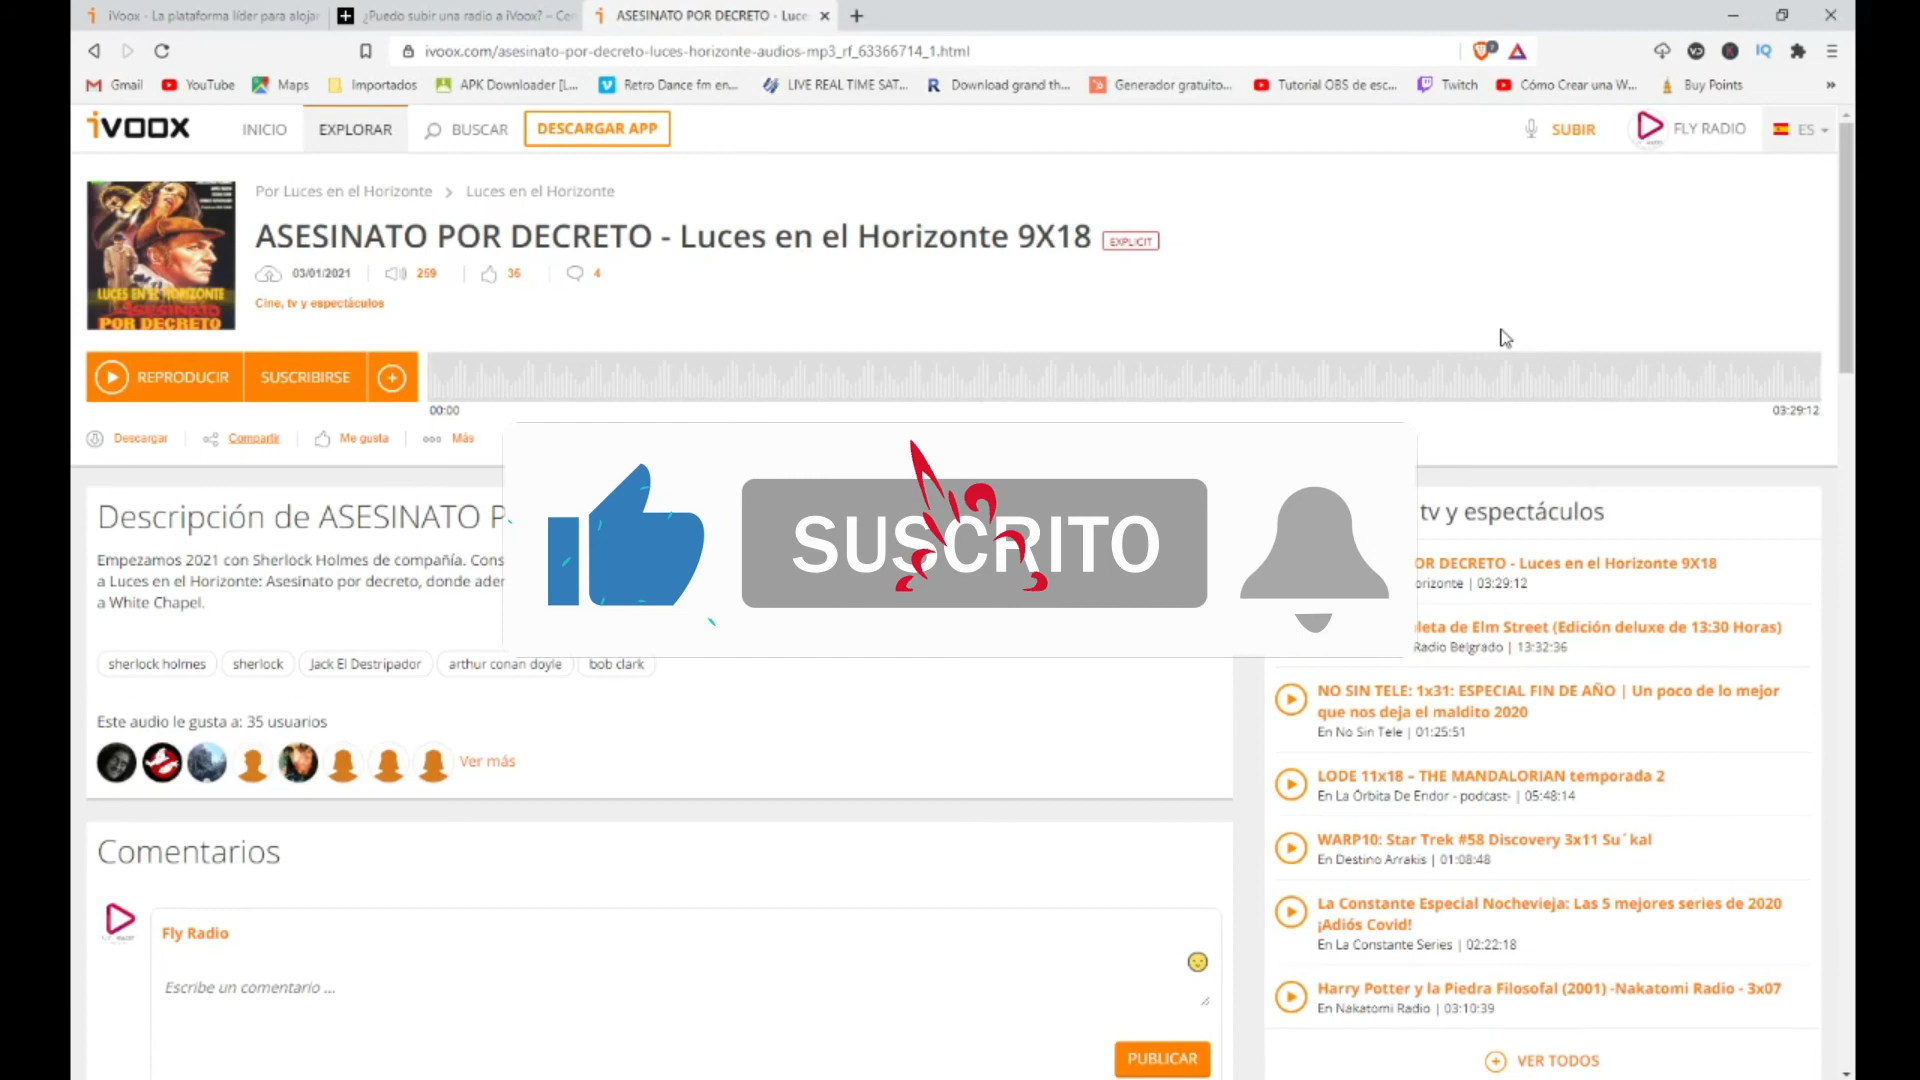 iVoox - La plataforma líder para alojar
¿Puedo subir una radio a iVoox? – Cen
ASESINATO POR DECRETO - Luce
ivoox.com/asesinato-por-decreto-luces-horizonte-audios-mp3_rf_63366714_1.html
Gmail
YouTube
Maps
Importados
APK Downloader [L...
Retro Dance fm en...
LIVE REAL TIME SAT...
Download grand th...
Generador gratuito...
Tutorial OBS de esc...
Twitch
Cómo Crear una W...
Buy Points
iVOOX
INICIO
EXPLORAR
BUSCAR
DESCARGAR APP
SUBIR
FLY RADIO
ES
Por Luces en el Horizonte > Luces en el Horizonte
ASESINATO POR DECRETO - Luces en el Horizonte 9X18
EXPLICIT
03/01/2021
259
36
4
Cine, tv y espectáculos
LUCES EN EL HORIZONTE
ASESINATO
POR DECRETO
REPRODUCIR
SUSCRIBIRSE
00:00
03:29:12
Descargar
Compartir
Me gusta
Más
SUSCRITO
Descripción de ASESINATO P
Empezamos 2021 con Sherlock Holmes de compañía. Cons
a Luces en el Horizonte: Asesinato por decreto, donde ader
a White Chapel.
sherlock holmes
sherlock
Jack El Destripador
arthur conan doyle
bob clark
Este audio le gusta a: 35 usuarios
Ver más
Comentarios
Fly Radio
Escribe un comentario ...
PUBLICAR
tv y espectáculos
OR DECRETO - Luces en el Horizonte 9X18
orizonte | 03:29:12
leta de Elm Street (Edición deluxe de 13:30 Horas)
Radio Belgrado | 13:32:36
NO SIN TELE: 1x31: ESPECIAL FIN DE AÑO | Un poco de lo mejor
que nos deja el maldito 2020
En No Sin Tele | 01:25:51
LODE 11x18 – THE MANDALORIAN temporada 2
En La Órbita De Endor - podcast- | 05:48:14
WARP10: Star Trek #58 Discovery 3x11 Su´kal
En Destino Arrakis | 01:08:48
La Constante Especial Nochevieja: Las 5 mejores series de 2020
¡Adiós Covid!
En La Constante Series | 02:22:18
Harry Potter y la Piedra Filosofal (2001) -Nakatomi Radio - 3x07
En Nakatomi Radio | 03:10:39
VER TODOS